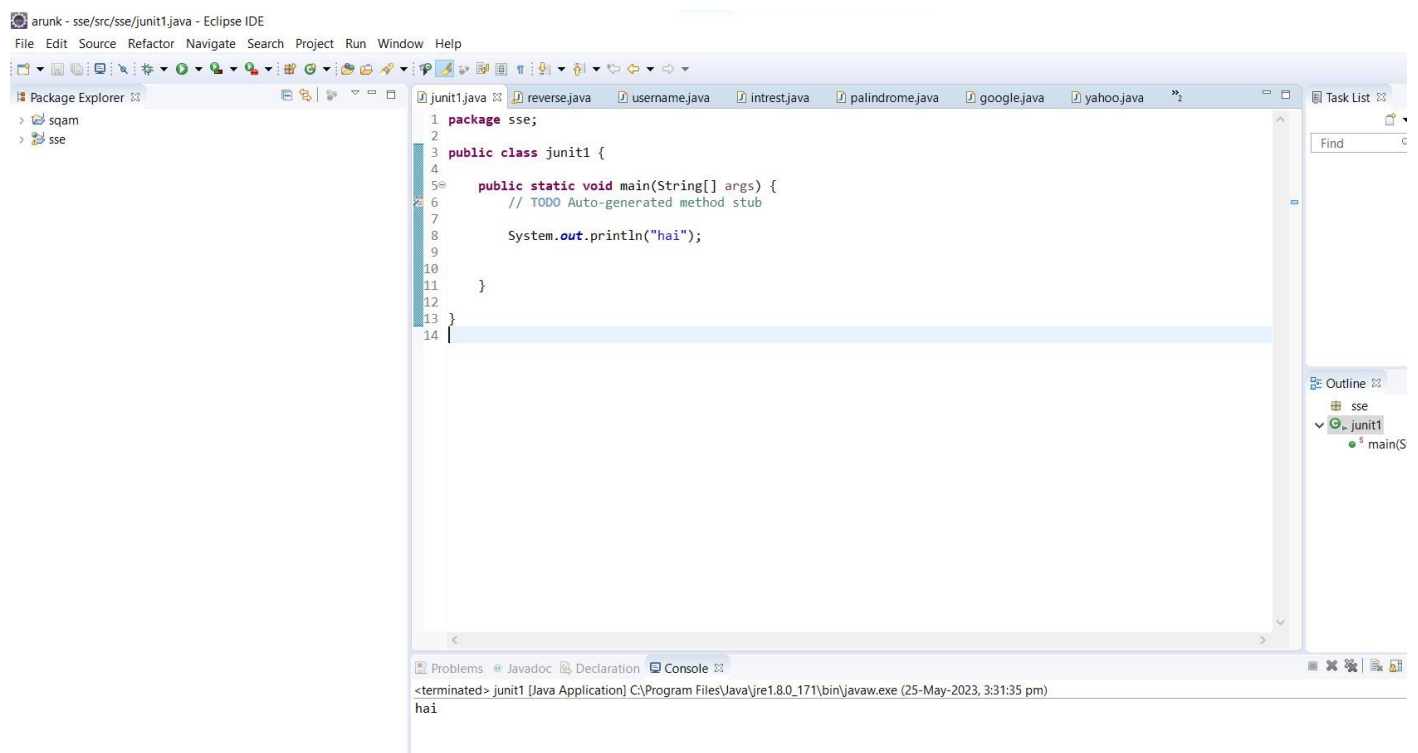 arunk - sse/src/sse/junit1.java - Eclipse IDE
File Edit Source Refactor Navigate Search Project Run Window Help
Package Explorer
sqam
sse
junit1.java reverse.java username.java intrest.java palindrome.java google.java yahoo.java »2
1 package sse;
2
3 public class junit1 {
4
5 public static void main(String[] args) {
6 // TODO Auto-generated method stub
7
8 System.out.println("hai");
9
10
11 }
12
13 }
14
Task List
Find
Outline
sse
junit1
main(S
Problems Javadoc Declaration Console
<terminated> junit1 [Java Application] C:\Program Files\Java\jre1.8.0_171\bin\javaw.exe (25-May-2023, 3:31:35 pm)
hai